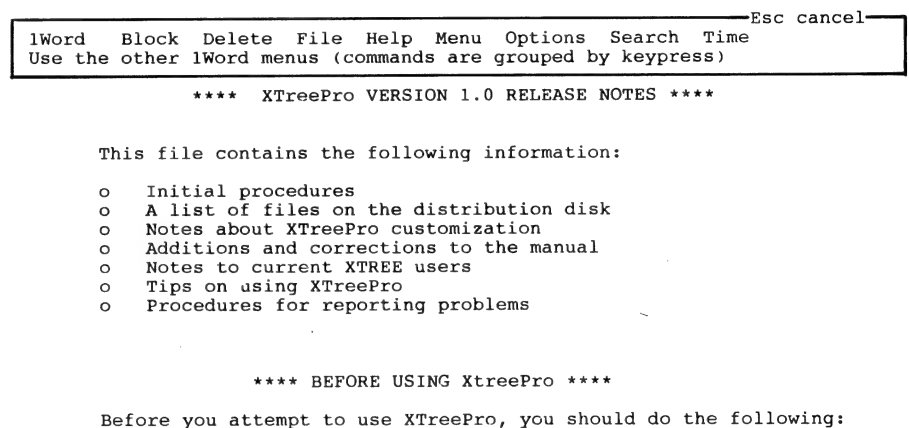 Esc cancel
1Word Block Delete File Help Menu Options Search Time
Use the other 1Word menus (commands are grouped by keypress)
**** XTreePro VERSION 1.0 RELEASE NOTES ****
This file contains the following information:
o Initial procedures
o A list of files on the distribution disk
o Notes about XTreePro customization
o Additions and corrections to the manual
o Notes to current XTREE users
o Tips on using XTreePro
o Procedures for reporting problems
**** BEFORE USING XtreePro ****
Before you attempt to use XTreePro, you should do the following: